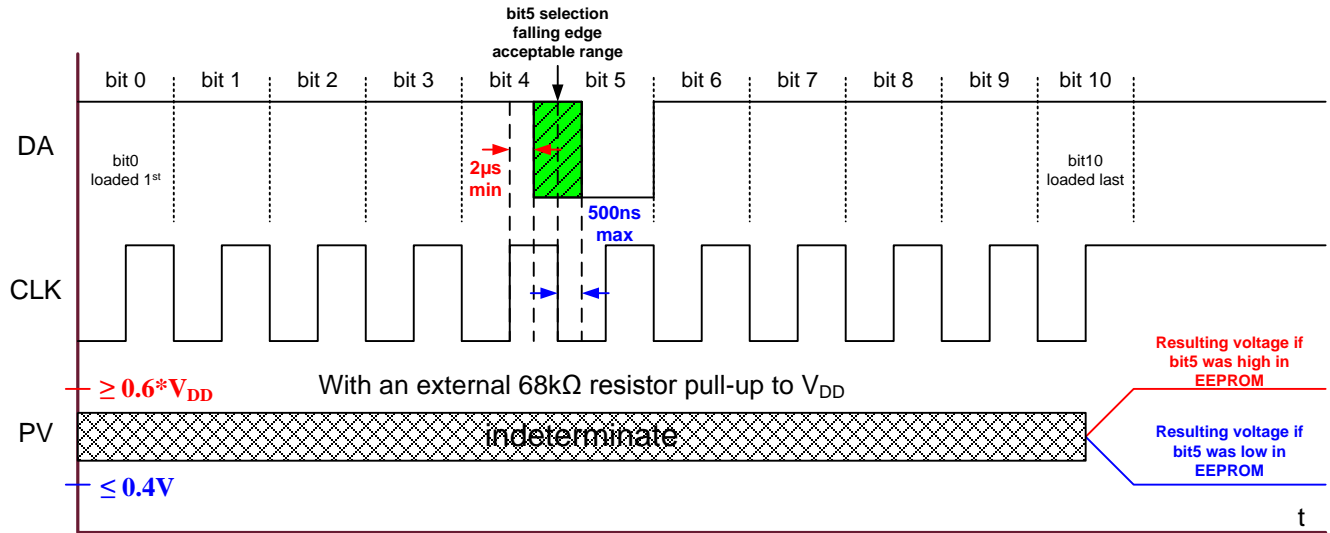 bit5 selection
falling edge
acceptable range
bit 0 bit 1 bit 2 bit 3 bit 4 bit 5 bit 6 bit 7 bit 8 bit 9 bit 10
DA
bit0
loaded 1st
2µs
min
500ns
max
bit10
loaded last
CLK
≥ 0.6*VDD
With an external 68kΩ resistor pull-up to VDD
Resulting voltage if
bit5 was high in
EEPROM
PV
indeterminate
Resulting voltage if
bit5 was low in
EEPROM
≤ 0.4V
t